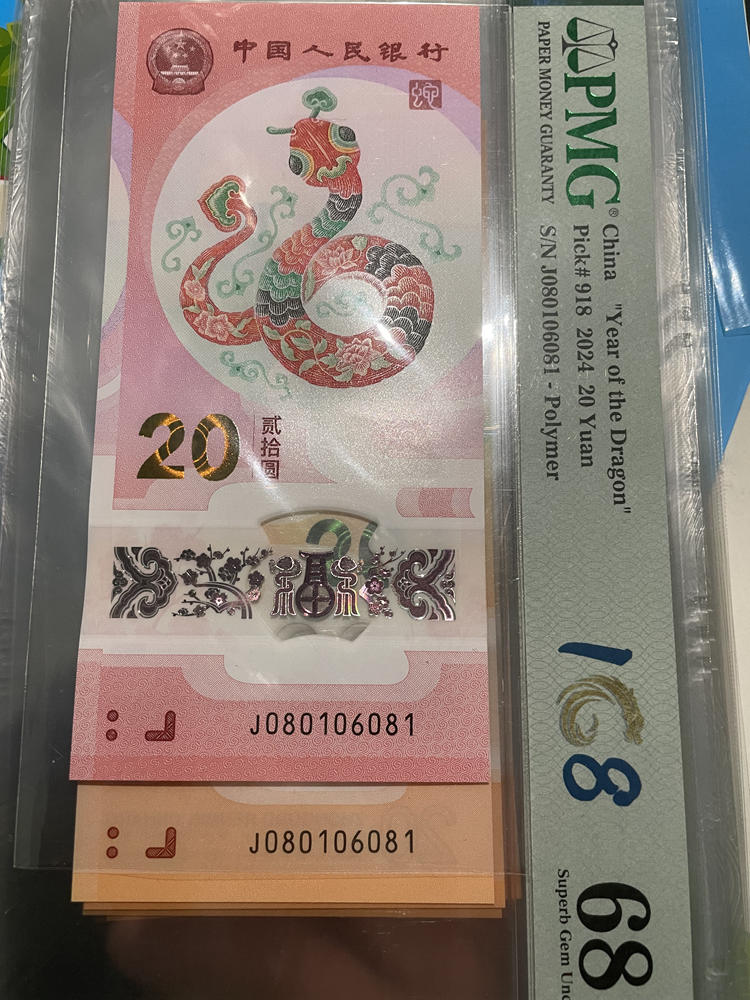 中国人民银行
20
贰拾圆
J080106081
J080106081
PMG®
PAPER MONEY GUARANTY
China "Year of the Dragon"
Pick# 918 2024 20 Yuan
S/N J080106081 - Polymer
168
68
Superb Gem Unc